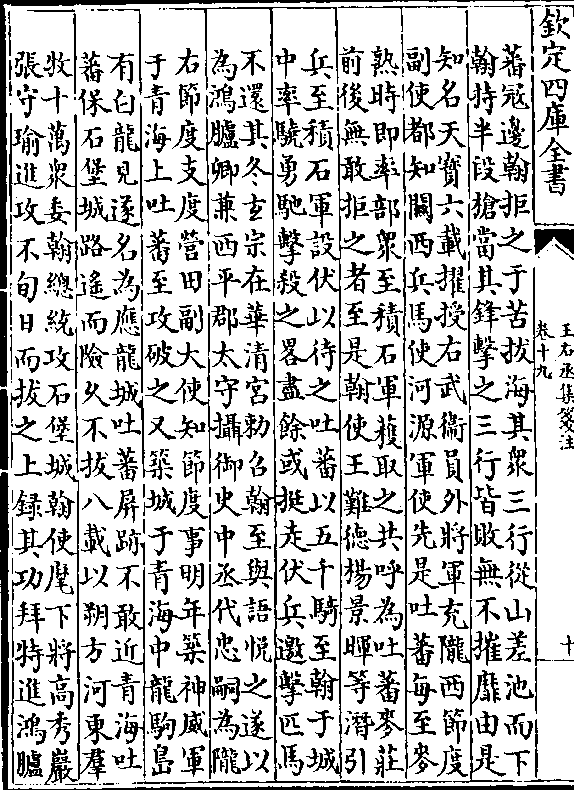 欽定四庫全書
王右丞集箋注
卷十九
十
蕃冦邊翰拒之于苦拔海其衆三行從山差池而下
翰持半段槍當其鋒擊之三行皆敗無不摧靡由是
知名天寶六載擢授右武衛員外將軍充隴西節度
副使都知關西兵馬使河源軍使先是吐蕃每至麥
熟時即率部衆至積石軍穫取之共呼為吐蕃麥莊
前後無敢拒之者至是翰使王難德楊景暉等潛引
兵至積石軍設伏以待之吐蕃以五千騎至翰于城
中率驍勇馳擊殺之畧盡餘或挺走伏兵邀擊匹馬
不還其冬玄宗在華清宮勅召翰至與語悅之遂以
為鴻臚卿兼西平郡太守攝御史中丞代忠嗣為隴
右節度支度營田副大使知節度事明年築神威軍
于青海上吐蕃至攻破之又築城于青海中龍駒島
有白龍見遂名為應龍城吐蕃屏跡不敢近青海吐
蕃保石堡城路遙而險久不拔八載以朔方河東羣
牧十萬衆委翰總統攻石堡城翰使麾下將高秀巖
張守瑜進攻不旬日而拔之上録其功拜特進鴻臚